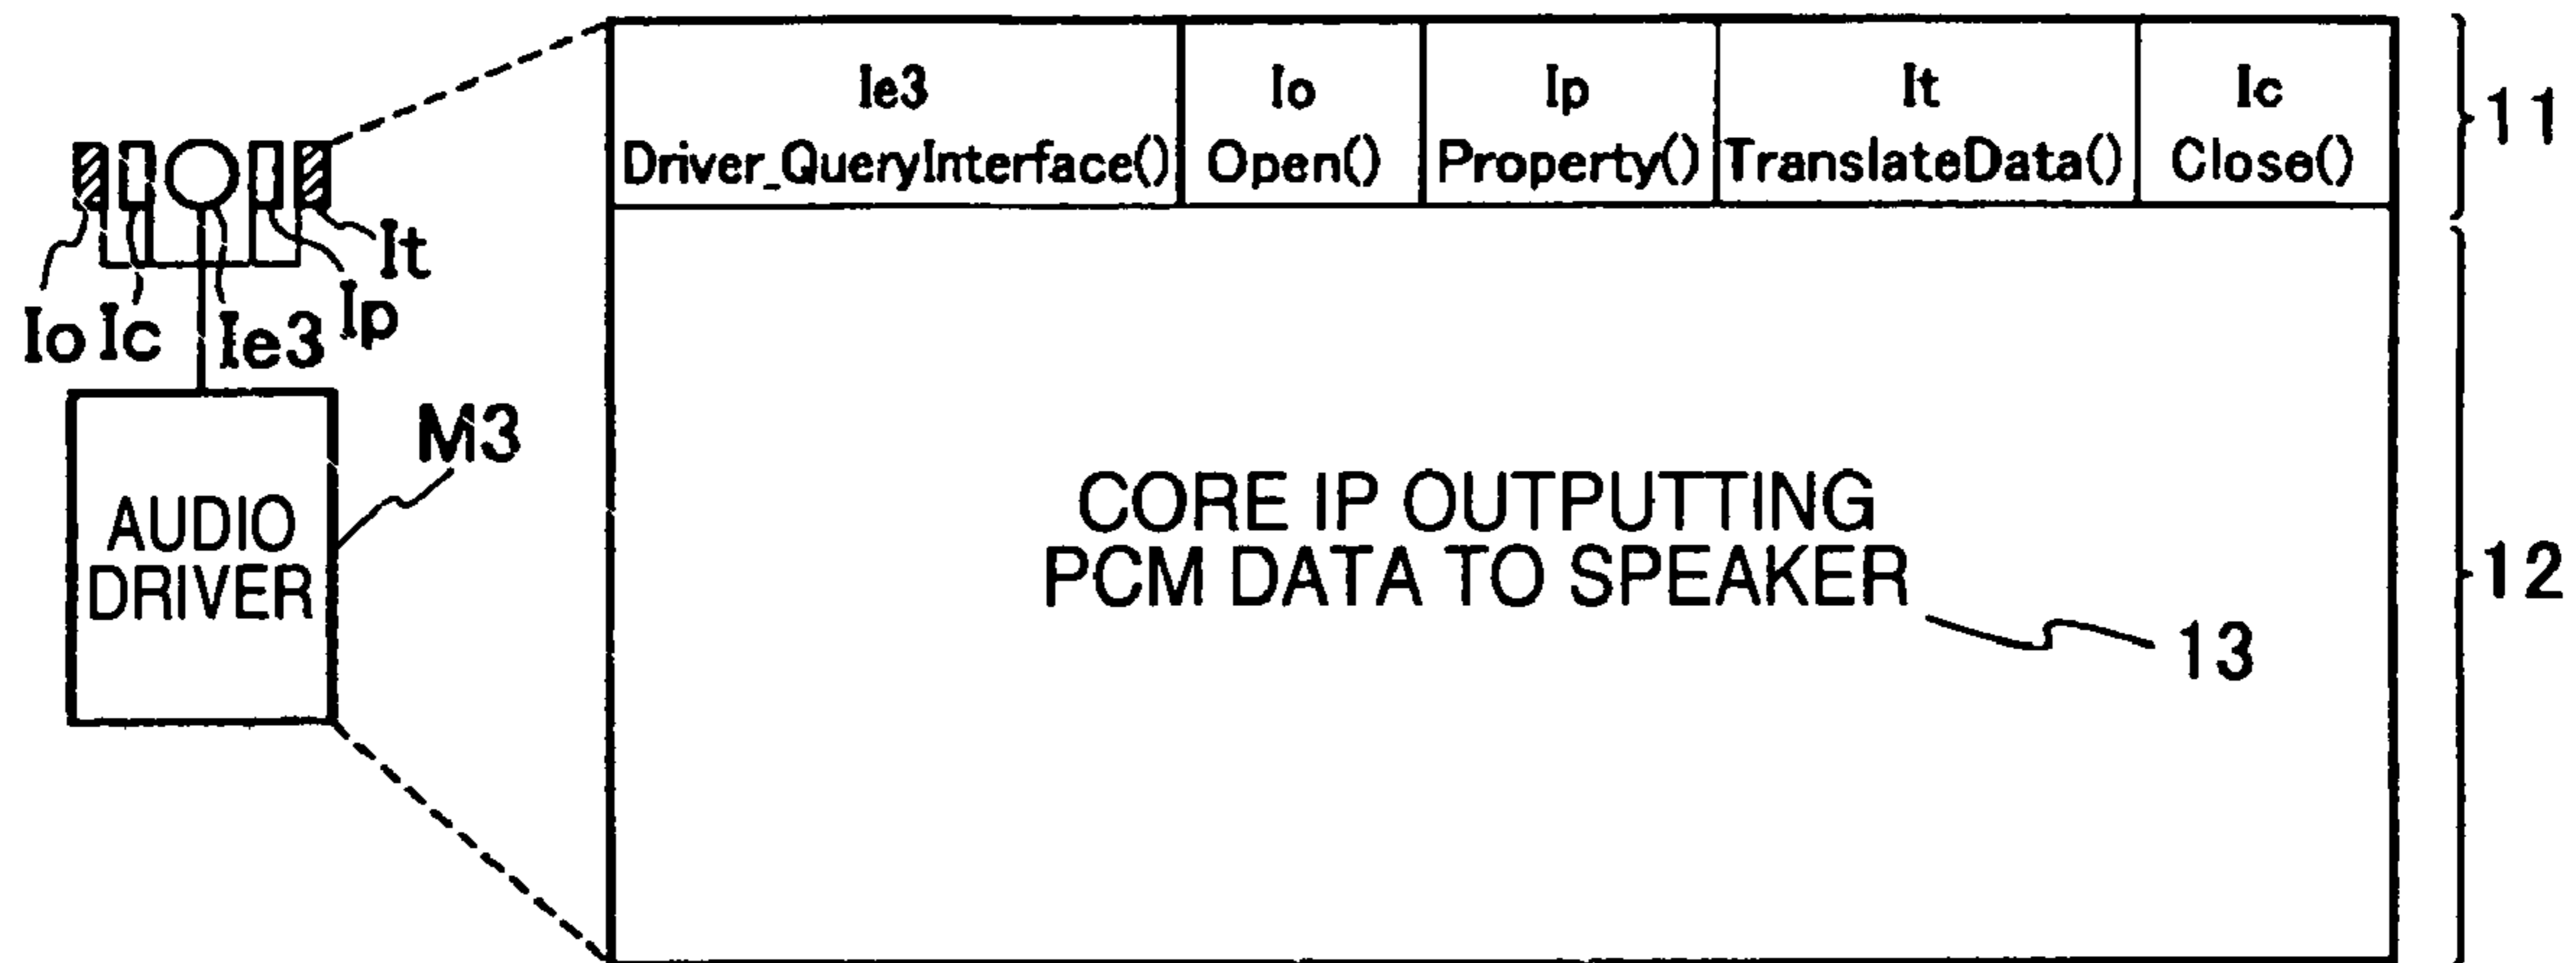 Ie3 Io Ip It Ic
Driver_QueryInterface() Open() Property() TranslateData() Close()
11
It
Ip
Io Ic Ie3
M3
AUDIO
DRIVER
CORE IP OUTPUTTING
PCM DATA TO SPEAKER
12
13